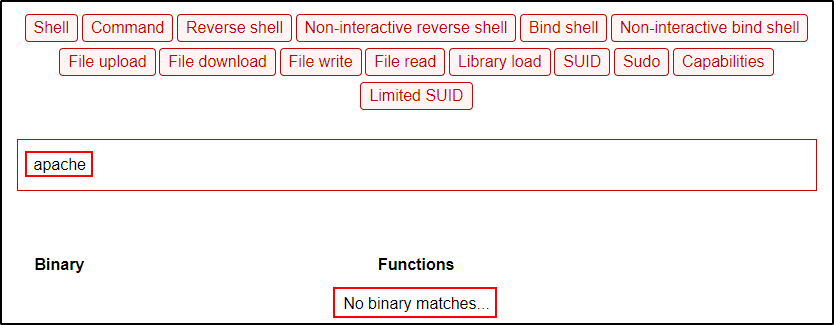 Shell Command Reverse shell Non-interactive reverse shell Bind shell Non-interactive bind shell
File upload File download File write File read Library load SUID Sudo Capabilities
Limited SUID
apache
Binary Functions
No binary matches...